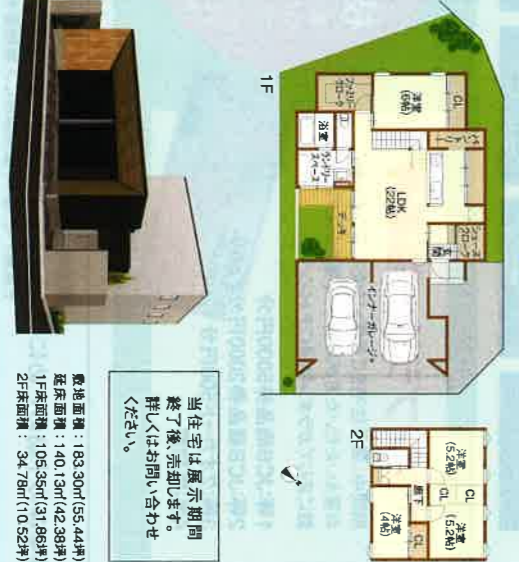 1F
CL
洋室
(6帖)
ファミリー
クローク
パントリー
浴室
ランドリー
スペース
LDK
(22帖)
デッキ
シューズ
クローク
玄関
インナーガレージ
2F
洋室
(5.2帖)
CL
CL
洋室
(5.2帖)
廊下
CL
洋室
(4帖)
当住宅は展示期間
終了後、売却します。
詳しくはお問い合わせ
ください。
敷地面積:183.30㎡(55.44坪)
延床面積:140.13㎡(42.38坪)
1F床面積:105.35㎡(31.86坪)
2F床面積: 34.78㎡(10.52坪)